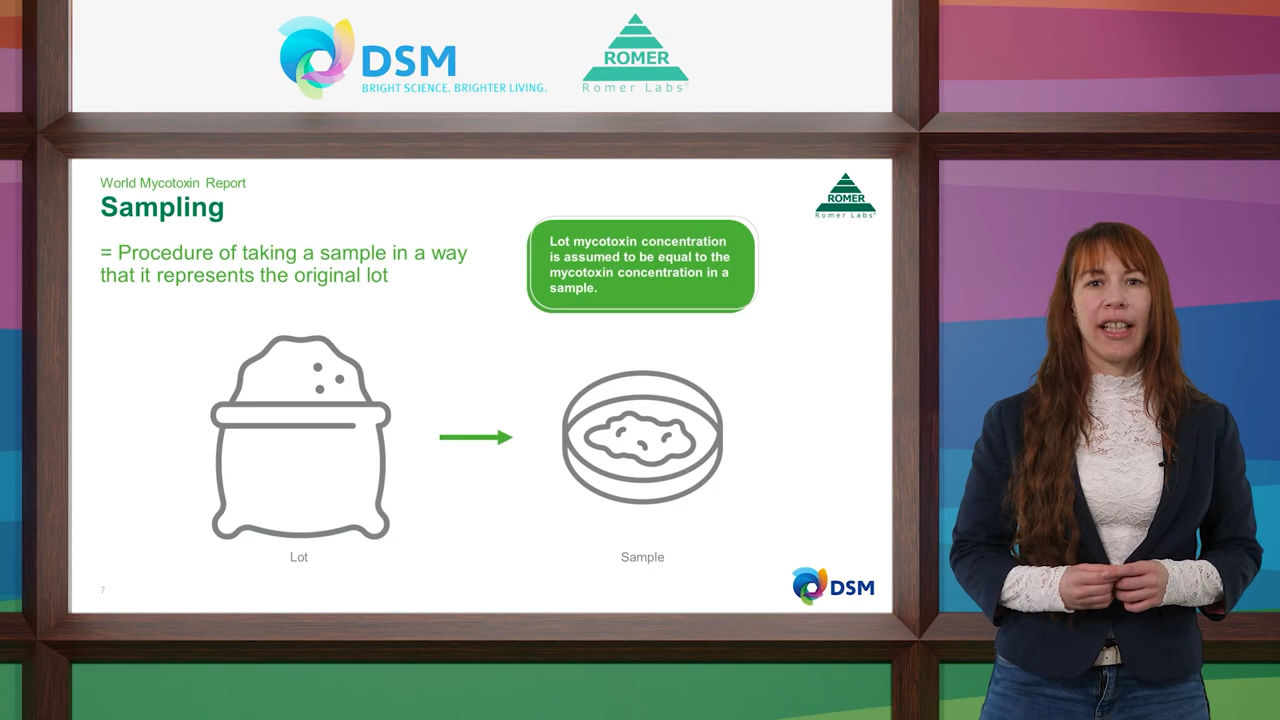 DSM
BRIGHT SCIENCE. BRIGHTER LIVING.
ROMER
Romer Labs®
World Mycotoxin Report
Sampling
= Procedure of taking a sample in a way
that it represents the original lot
Lot mycotoxin concentration
is assumed to be equal to the
mycotoxin concentration in a
sample.
ROMER
Romer Labs®
Lot
Sample
7
DSM